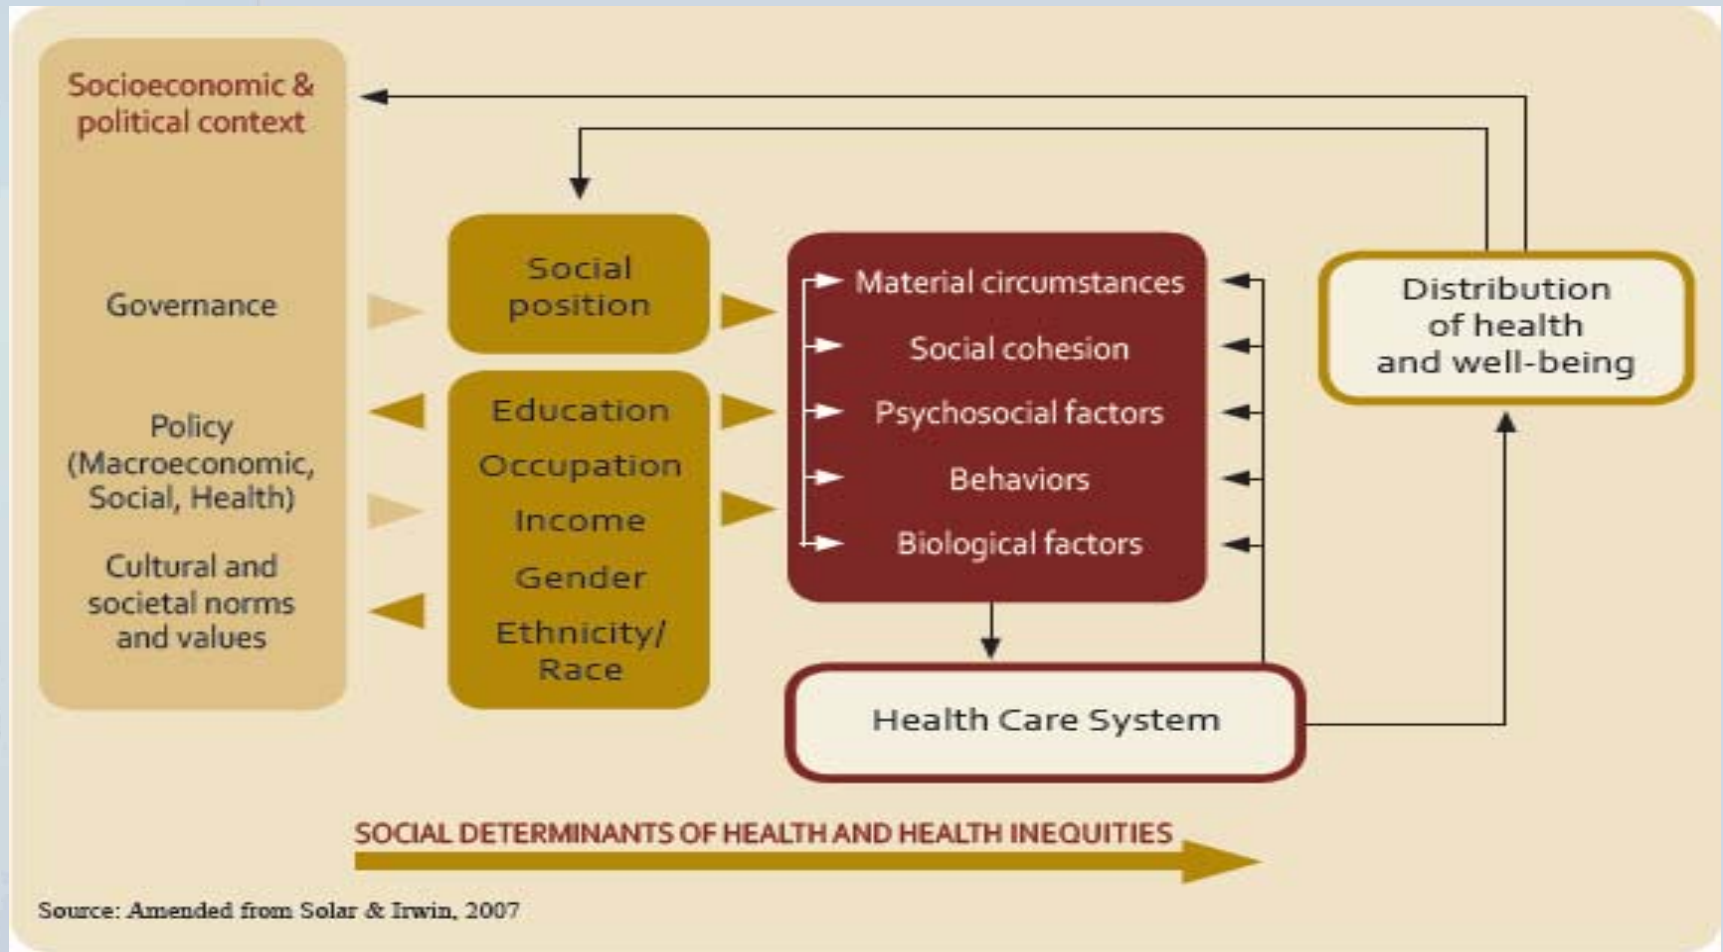 Socioeconomic &
political context
Governance
Policy
(Macroeconomic,
Social, Health)
Cultural and
societal norms
and values
Social
position
Education
Occupation
Income
Gender
Ethnicity/
Race
Material circumstances
Social cohesion
Psychosocial factors
Behaviors
Biological factors
Health Care System
Distribution
of health
and well-being
SOCIAL DETERMINANTS OF HEALTH AND HEALTH INEQUITIES
Source: Amended from Solar & Irwin, 2007